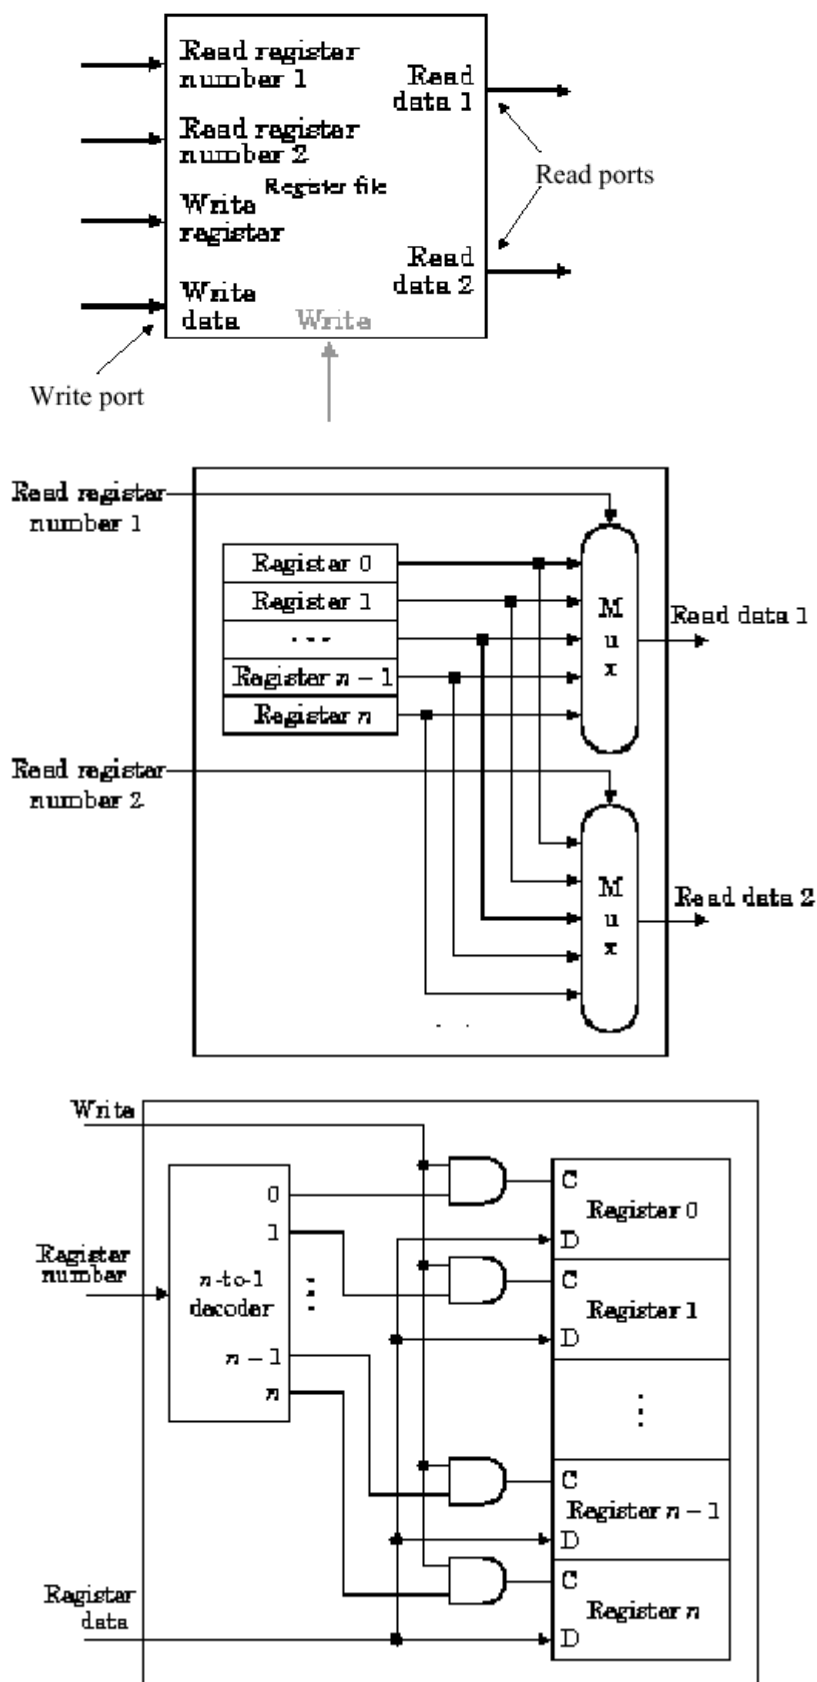 Read register
number 1
Read
data 1
Read register
number 2
Read ports
Register file
Write
register
Read
data 2
Write
data
Write
Write port
Read register
number 1
Register 0
Register 1
...
Register n – 1
Register n
M
u
x
Read data 1
Read register
number 2
M
u
x
Read data 2
. . .
Write
0
1
Register
number
n-to-1
decoder
n – 1
n
C
Register 0
D
C
Register 1
D
C
Register n – 1
D
C
Register n
D
Register
data